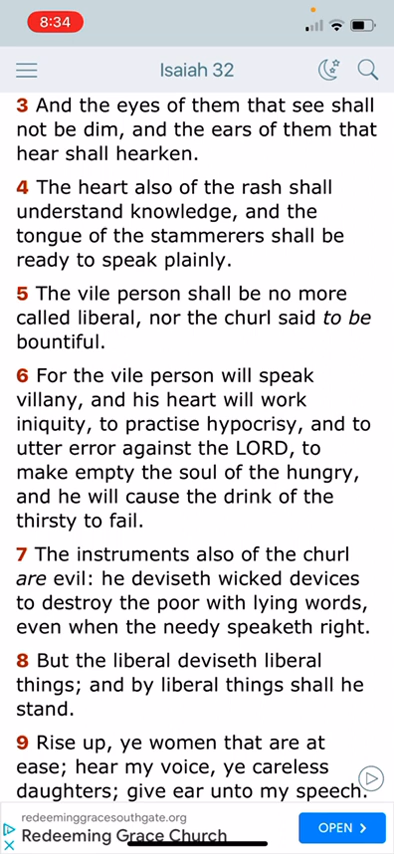 8:34
Isaiah 32
3 And the eyes of them that see shall
not be dim, and the ears of them that
hear shall hearken.
4 The heart also of the rash shall
understand knowledge, and the
tongue of the stammerers shall be
ready to speak plainly.
5 The vile person shall be no more
called liberal, nor the churl said to be
bountiful.
6 For the vile person will speak
villany, and his heart will work
iniquity, to practise hypocrisy, and to
utter error against the LORD, to
make empty the soul of the hungry,
and he will cause the drink of the
thirsty to fail.
7 The instruments also of the churl
are evil: he deviseth wicked devices
to destroy the poor with lying words,
even when the needy speaketh right.
8 But the liberal deviseth liberal
things; and by liberal things shall he
stand.
9 Rise up, ye women that are at
ease; hear my voice, ye careless
daughters; give ear unto my speech.
redeeminggracesouthgate.org
Redeeming Grace Church
OPEN